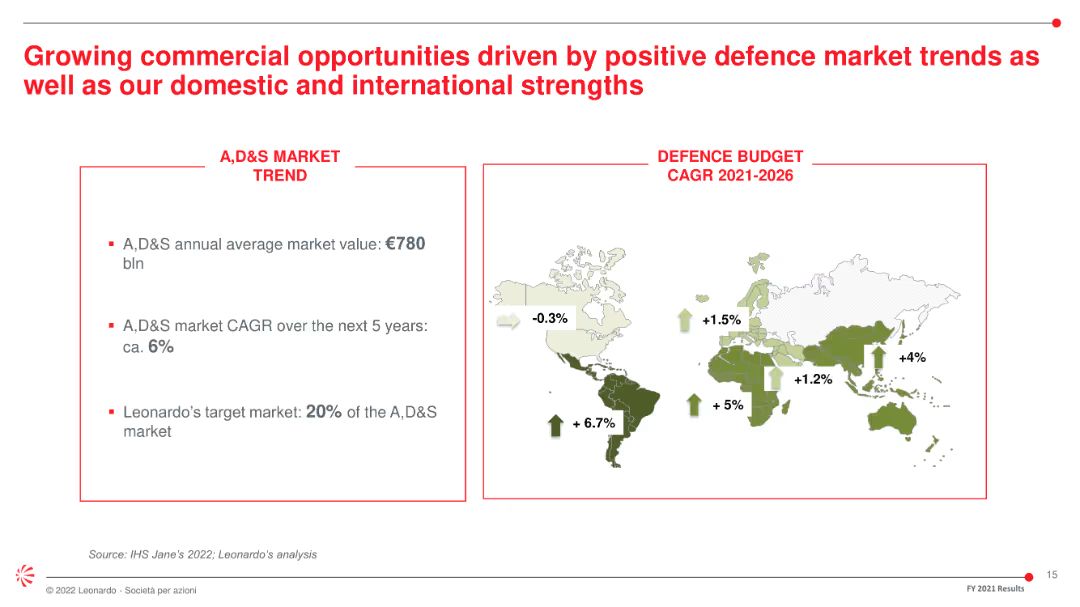 Growing commercial opportunities driven by positive defence market trends as
well as our domestic and international strengths
A,D&S MARKET
TREND
▪ A,D&S annual average market value: €780
bln
▪ A,D&S market CAGR over the next 5 years:
ca. 6%
▪ Leonardo's target market: 20% of the A,D&S
market
DEFENCE BUDGET
CAGR 2021-2026
-0.3%
+1.5%
+4%
+1.2%
+ 5%
+ 6.7%
Source: IHS Jane's 2022; Leonardo's analysis
© 2022 Leonardo - Società per azioni
FY 2021 Results
15